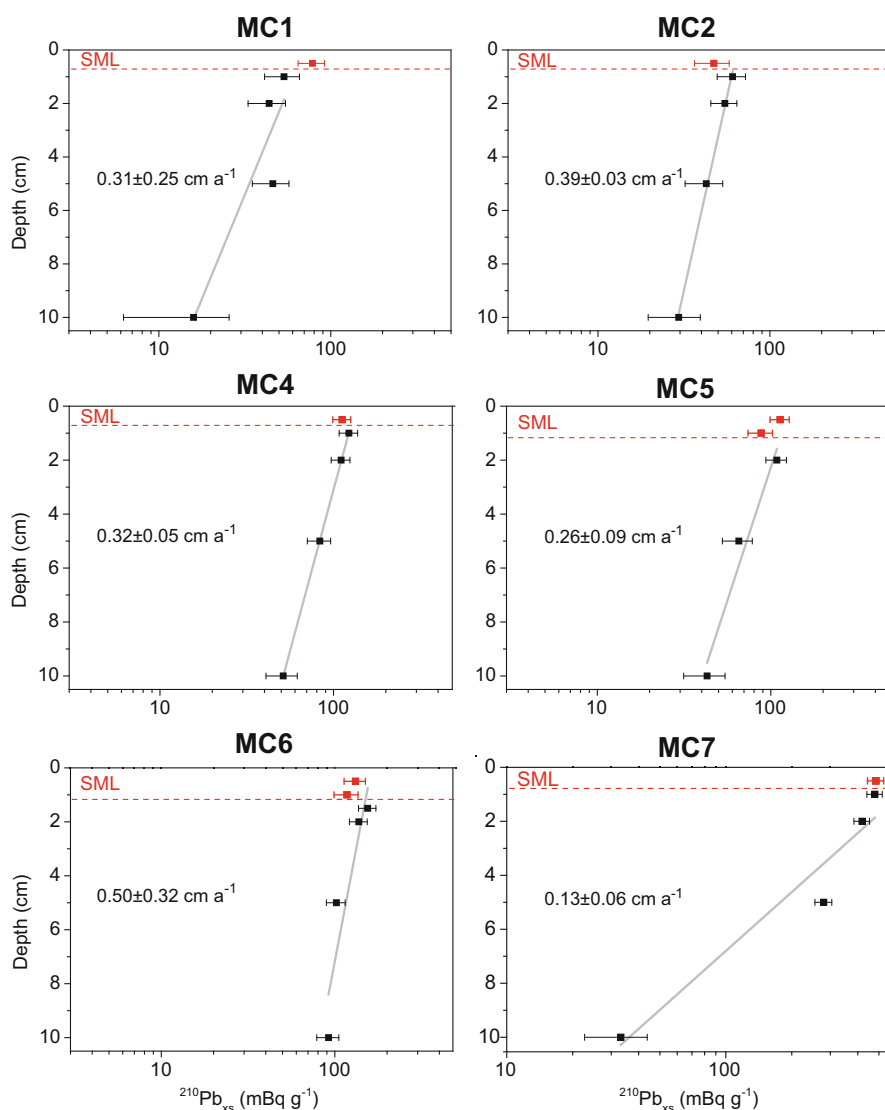 MC1
MC2
0
2
4
6
8
10
Depth (cm)
SML
0.31±0.25 cm a-1
10
100
0
2
4
6
8
10
SML
0.39±0.03 cm a-1
10
100
MC4
MC5
0
2
4
6
8
10
Depth (cm)
SML
0.32±0.05 cm a-1
10
100
0
2
4
6
8
10
SML
0.26±0.09 cm a-1
10
100
MC6
MC7
0
2
4
6
8
10
Depth (cm)
SML
0.50±0.32 cm a-1
10
100
210Pbxs (mBq g-1)
0
2
4
6
8
10
SML
0.13±0.06 cm a-1
10
100
210Pbxs (mBq g-1)